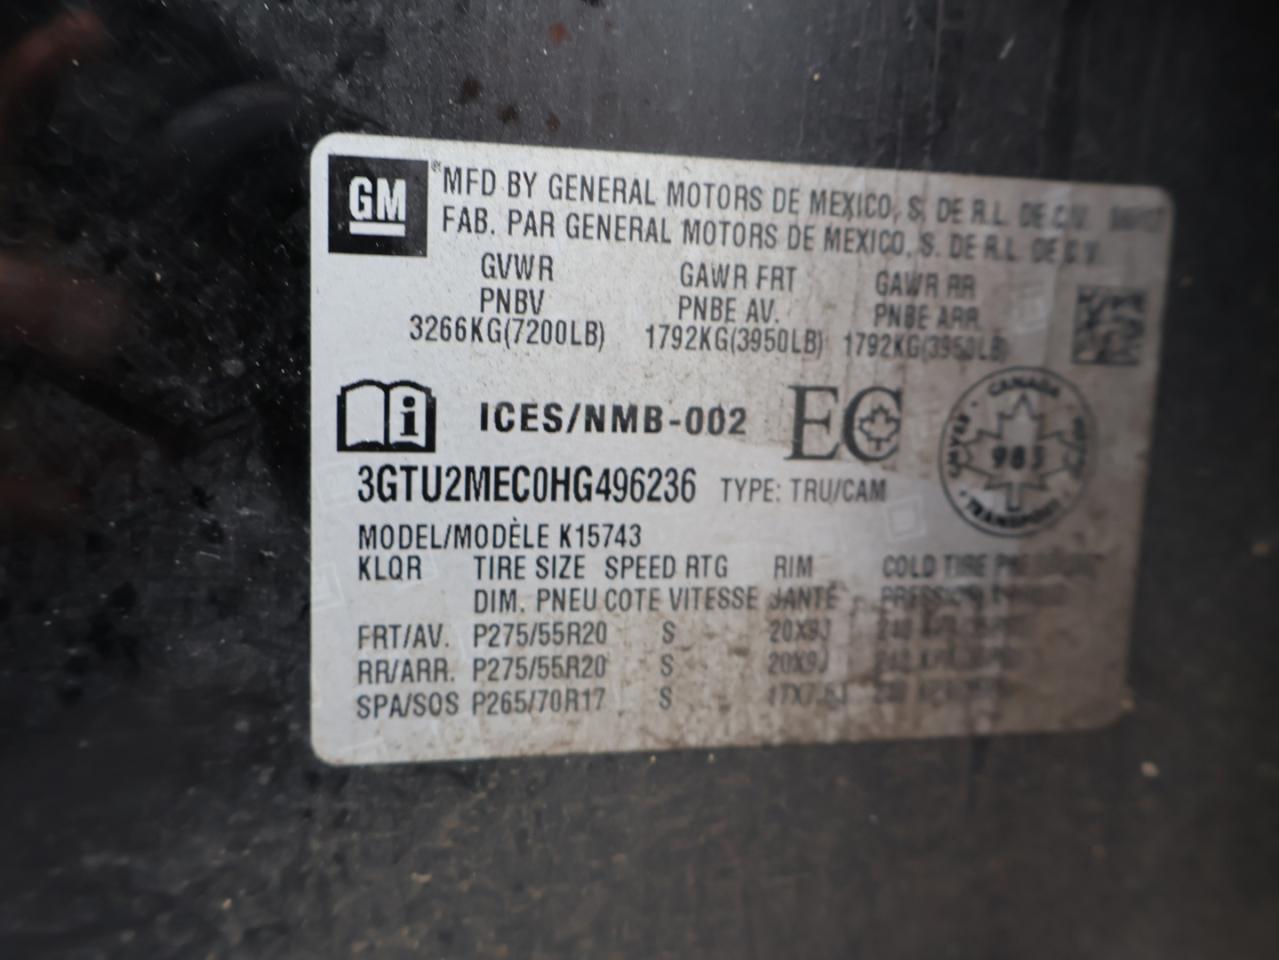 GM
MFD BY GENERAL MOTORS DE MEXICO, S. DE R.L. DE C.V.
FAB. PAR GENERAL MOTORS DE MEXICO, S. DE R.L. DE C.V.
GVWR GAWR FRT GAWR RR
PNBV PNBE AV. PNBE ARR.
3266KG(7200LB) 1792KG(3950LB) 1792KG(3950LB)
i ICES/NMB-002 EC
CANADA
985
TRANSPORT
3GTU2MEC0HG496236 TYPE: TRU/CAM
MODEL/MODÈLE K15743
KLQR TIRE SIZE SPEED RTG RIM COLD TIRE PRESSURE
DIM. PNEU COTE VITESSE JANTE
FRT/AV. P275/55R20 S 20X9J
RR/ARR. P275/55R20 S 20X9J
SPA/SOS P265/70R17 S